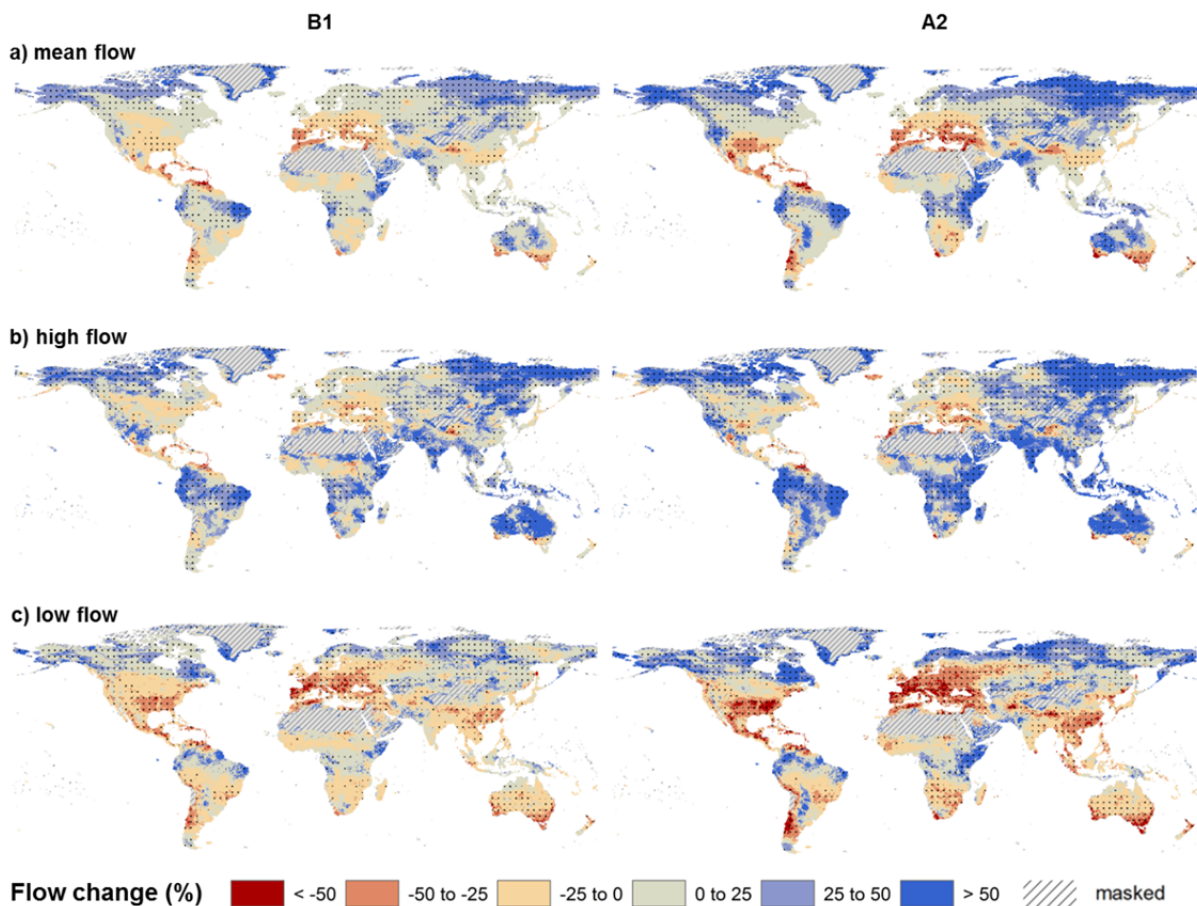 B1 A2
a) mean flow
b) high flow
c) low flow
Flow change (%) < -50 -50 to -25 -25 to 0 0 to 25 25 to 50 > 50 masked